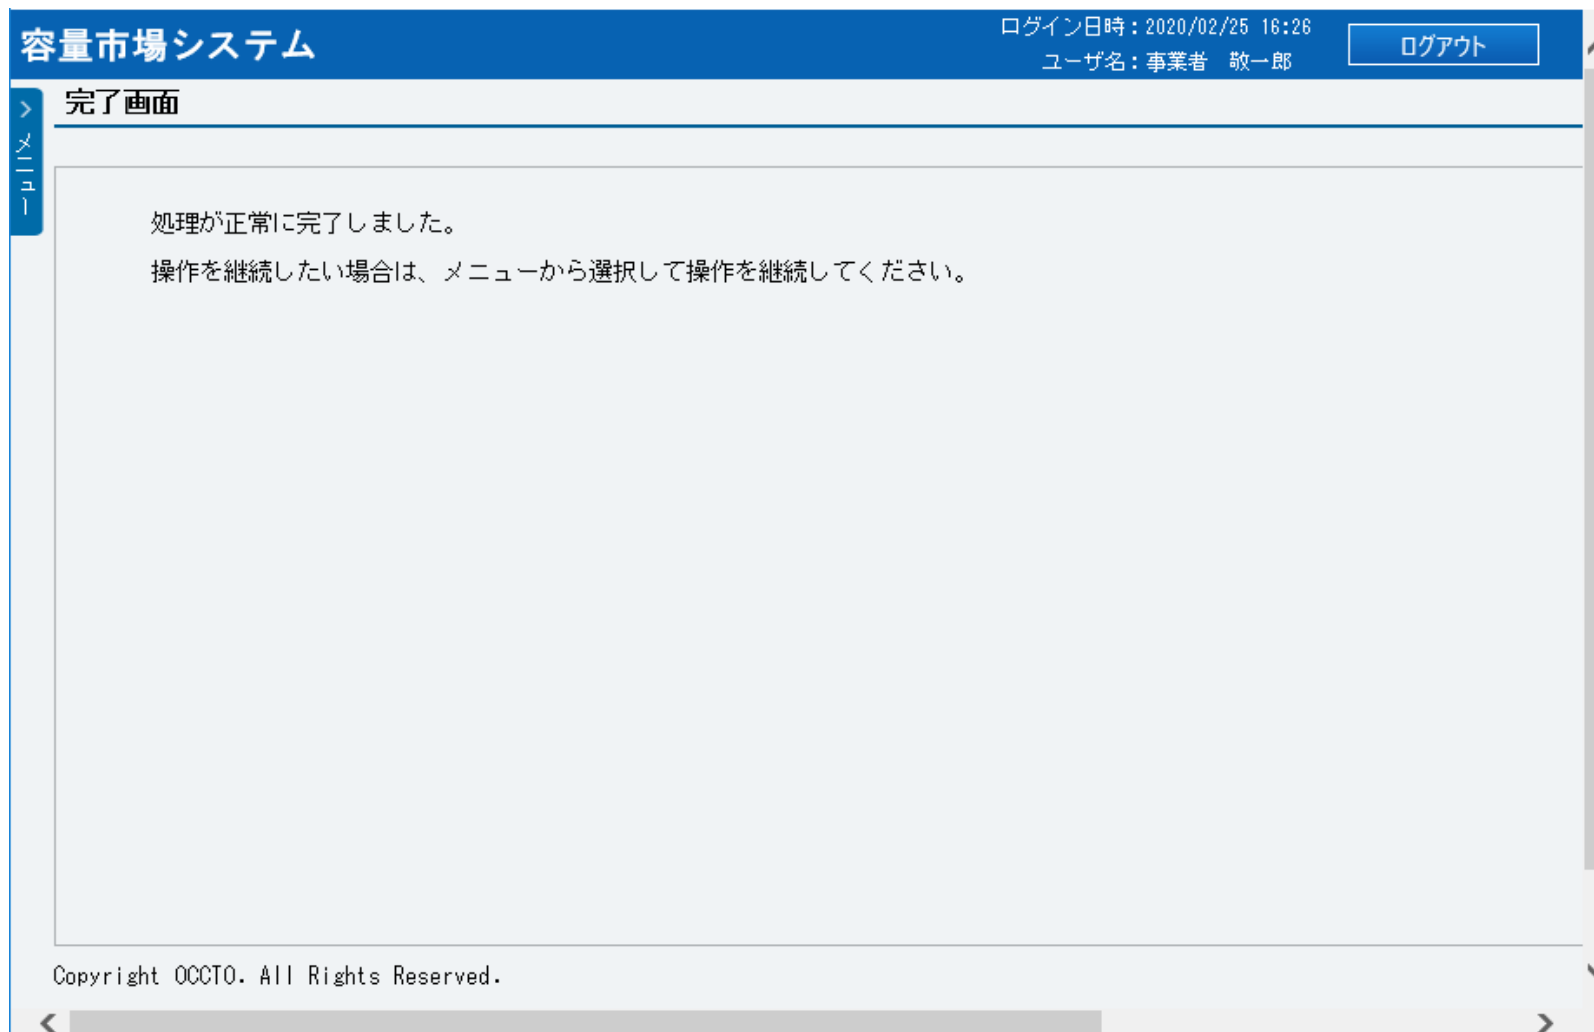 容量市場システム
ログイン日時：2020/02/25 16:26
ユーザ名：事業者 敬一郎
ログアウト
完了画面
メニュー
処理が正常に完了しました。
操作を継続したい場合は、メニューから選択して操作を継続してください。
Copyright OCCTO. All Rights Reserved.